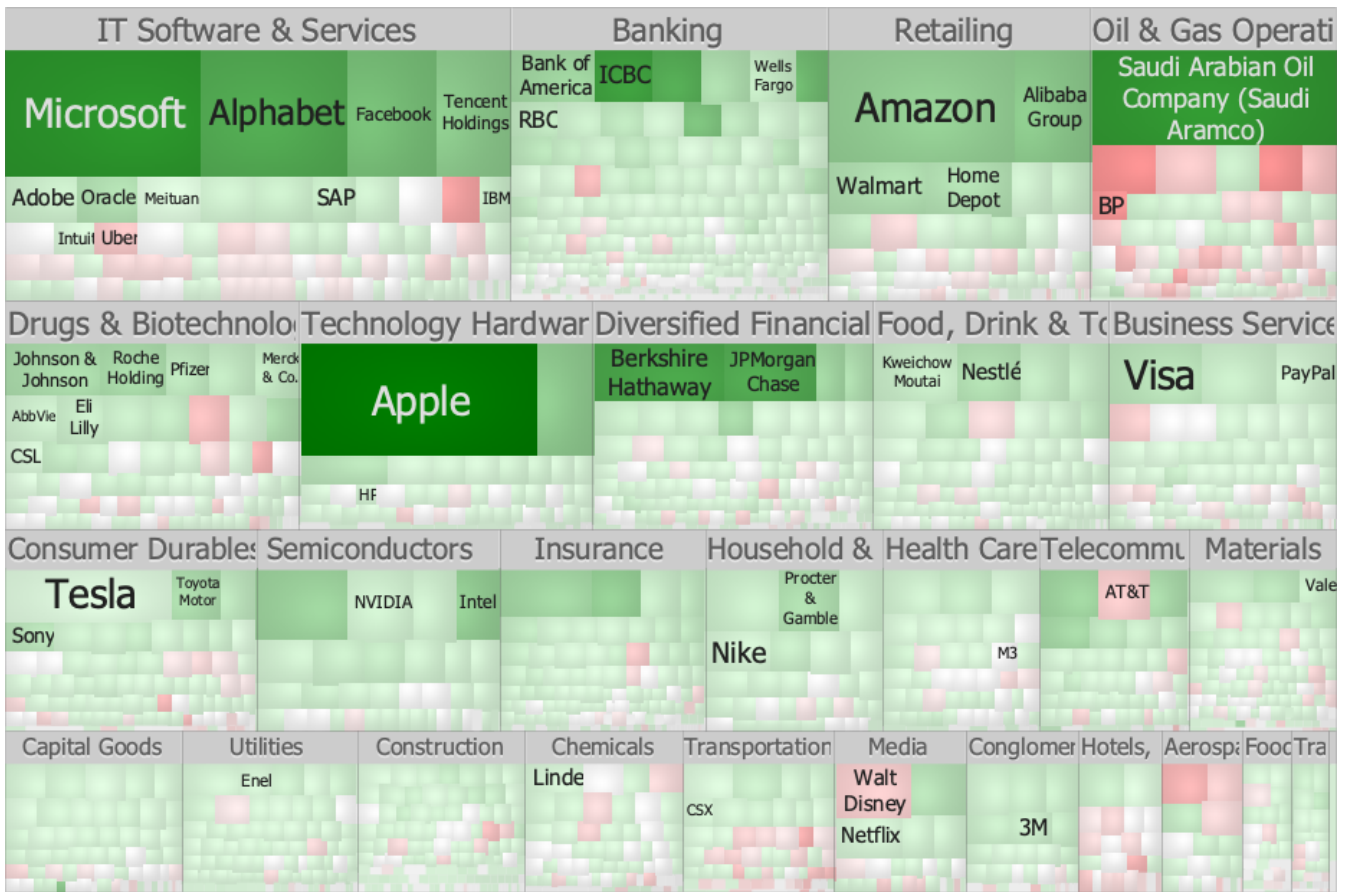 IT Software & Services
Banking
Retailing
Oil & Gas Operati
Microsoft
Alphabet
Facebook
Tencent
Holdings
Bank of
America
ICBC
Wells
Fargo
Amazon
Alibaba
Group
Saudi Arabian Oil
Company (Saudi
Aramco)
RBC
Adobe
Oracle
Meituan
SAP
IBM
Walmart
Home
Depot
BP
Intuit
Uber
Drugs & Biotechnolo
Technology Hardwar
Diversified Financial
Food, Drink & To
Business Service
Johnson &
Johnson
Roche
Holding
Pfizer
Merck
& Co.
Apple
Berkshire
Hathaway
JPMorgan
Chase
Kweichow
Moutai
Nestlé
Visa
PayPal
AbbVie
Eli
Lilly
CSL
HP
Consumer Durables
Semiconductors
Insurance
Household &
Health Care
Telecommu
Materials
Tesla
Toyota
Motor
NVIDIA
Intel
Procter
&
Gamble
AT&T
Vale
Sony
Nike
M3
Capital Goods
Utilities
Construction
Chemicals
Transportation
Media
Conglomer
Hotels,
Aerospa
Food
Tra
Enel
Linde
CSX
Walt
Disney
Netflix
3M